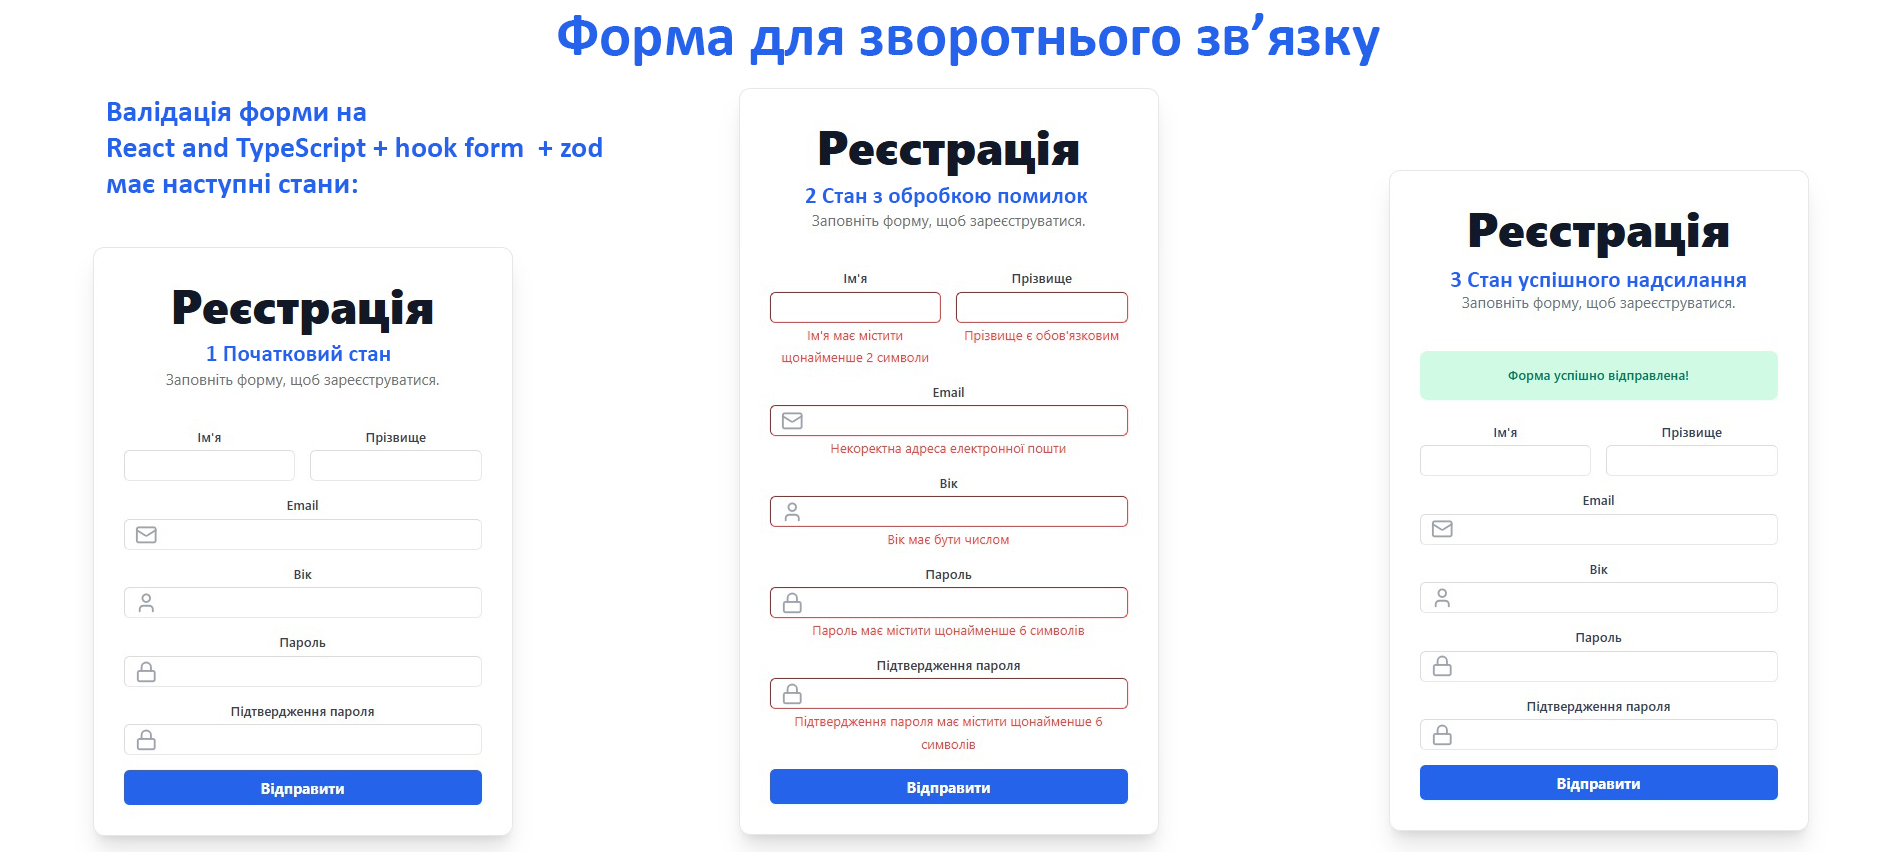 Форма для зворотнього зв’язку
Валідація форми на
React and TypeScript + hook form + zod
має наступні стани:
Реєстрація
1 Початковий стан
Заповніть форму, щоб зареєструватися.
Ім'я
Прізвище
Email
Вік
Пароль
Підтвердження пароля
Відправити
Реєстрація
2 Стан з обробкою помилок
Заповніть форму, щоб зареєструватися.
Ім'я
Прізвище
Ім'я має містити
щонайменше 2 символи
Прізвище є обов'язковим
Email
Некоректна адреса електронної пошти
Вік
Вік має бути числом
Пароль
Пароль має містити щонайменше 6 символів
Підтвердження пароля
Підтвердження пароля має містити щонайменше 6
символів
Відправити
Реєстрація
3 Стан успішного надсилання
Заповніть форму, щоб зареєструватися.
Форма успішно відправлена!
Ім'я
Прізвище
Email
Вік
Пароль
Підтвердження пароля
Відправити